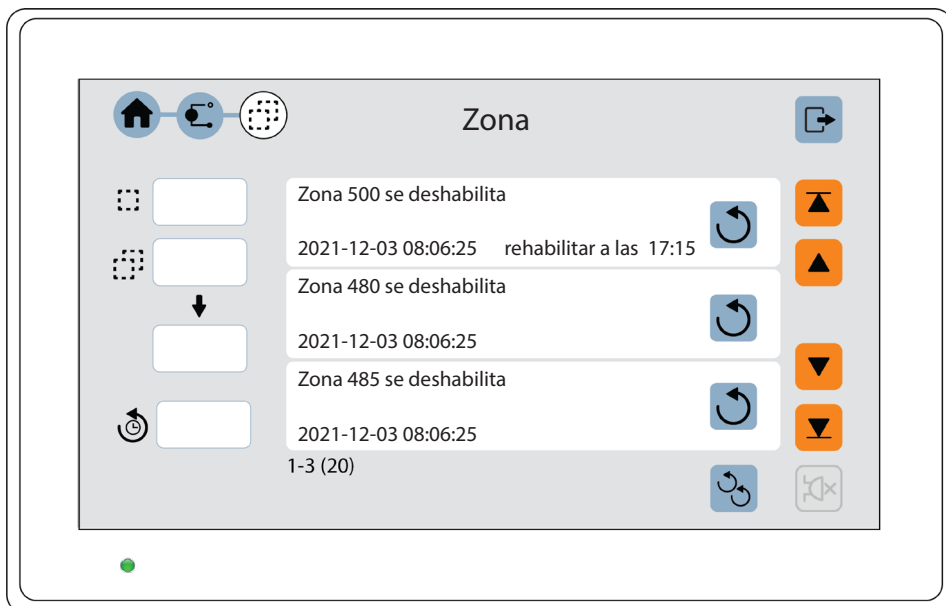 Zona
Zona 500 se deshabilita
2021-12-03 08:06:25 rehabilitar a las 17:15
Zona 480 se deshabilita
2021-12-03 08:06:25
Zona 485 se deshabilita
2021-12-03 08:06:25
1-3 (20)